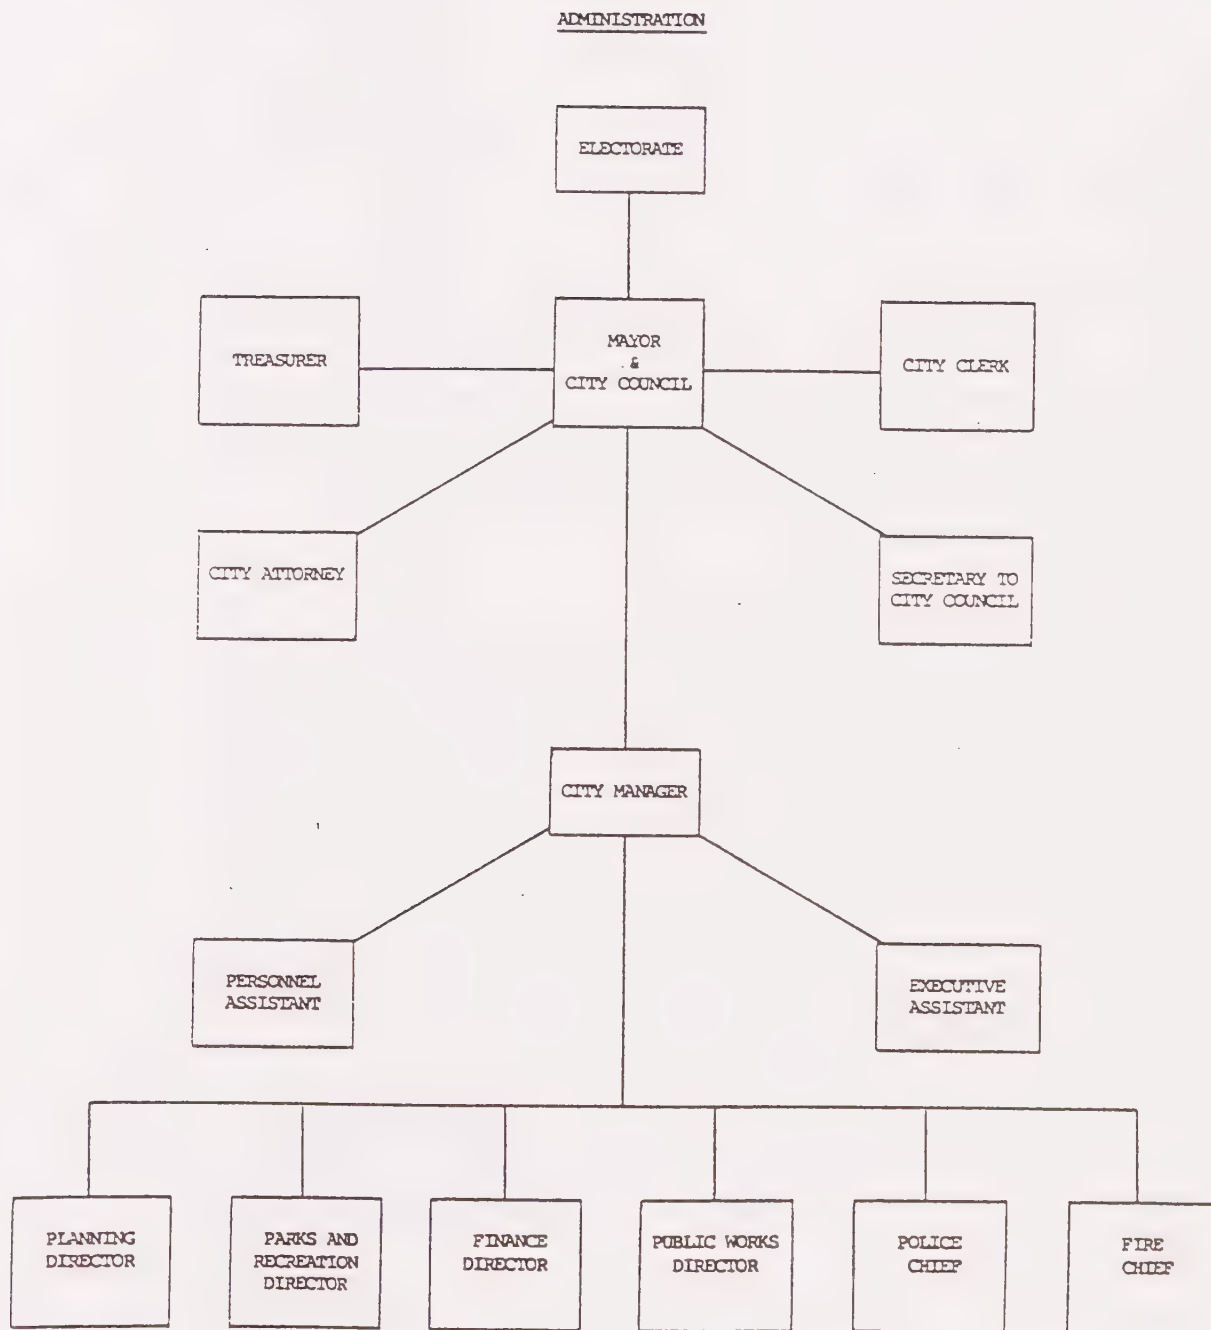 ADMINISTRATION
ELECTORATE
TREASURER
MAYOR
&
CITY COUNCIL
CITY CLERK
CITY ATTORNEY
SECRETARY TO
CITY COUNCIL
CITY MANAGER
PERSONNEL
ASSISTANT
EXECUTIVE
ASSISTANT
PLANNING
DIRECTOR
PARKS AND
RECREATION
DIRECTOR
FINANCE
DIRECTOR
PUBLIC WORKS
DIRECTOR
POLICE
CHIEF
FIRE
CHIEF